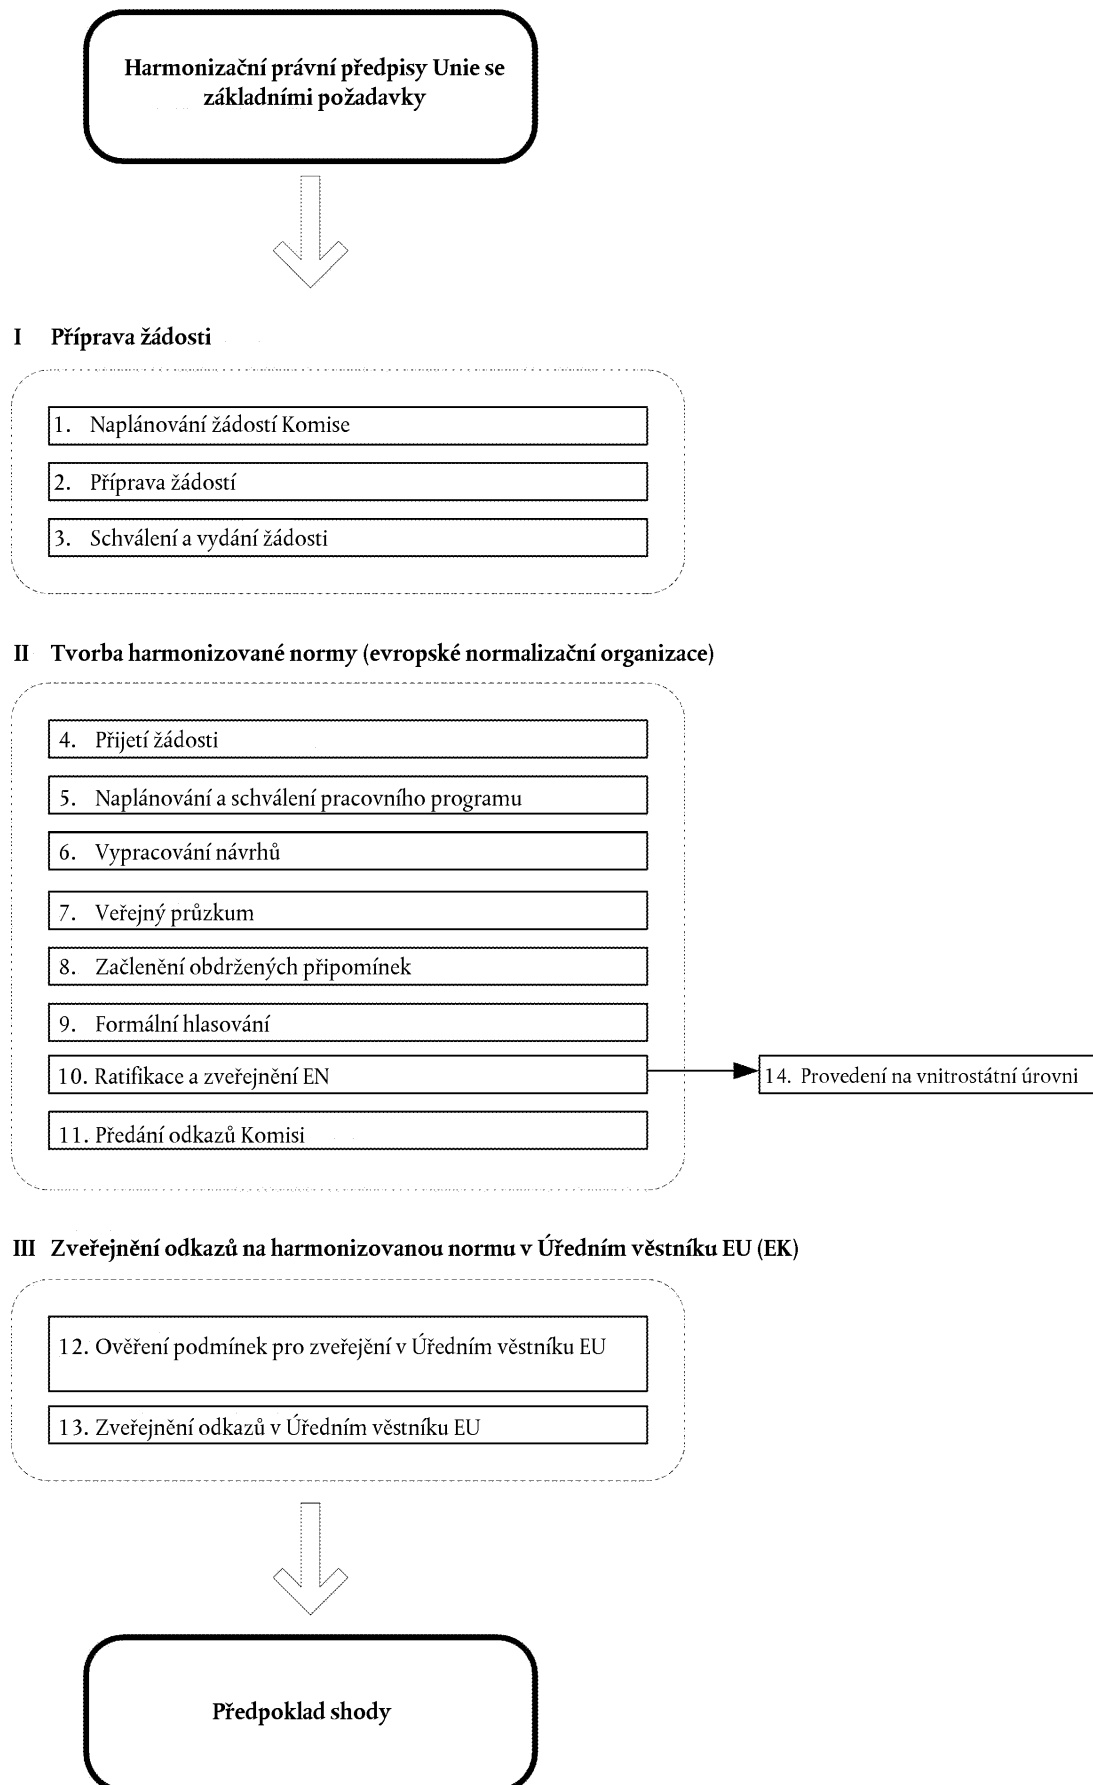 Harmonizační právní předpisy Unie se
základními požadavky
I Příprava žádosti
1. Naplánování žádostí Komise
2. Příprava žádostí
3. Schválení a vydání žádosti
II Tvorba harmonizované normy (evropské normalizační organizace)
4. Přijetí žádosti
5. Naplánování a schválení pracovního programu
6. Vypracování návrhů
7. Veřejný průzkum
8. Začlenění obdržených připomínek
9. Formální hlasování
10. Ratifikace a zveřejnění EN
14. Provedení na vnitrostátní úrovni
11. Předání odkazů Komisi
III Zveřejnění odkazů na harmonizovanou normu v Úředním věstníku EU (EK)
12. Ověření podmínek pro zveřejění v Úředním věstníku EU
13. Zveřejnění odkazů v Úředním věstníku EU
Předpoklad shody